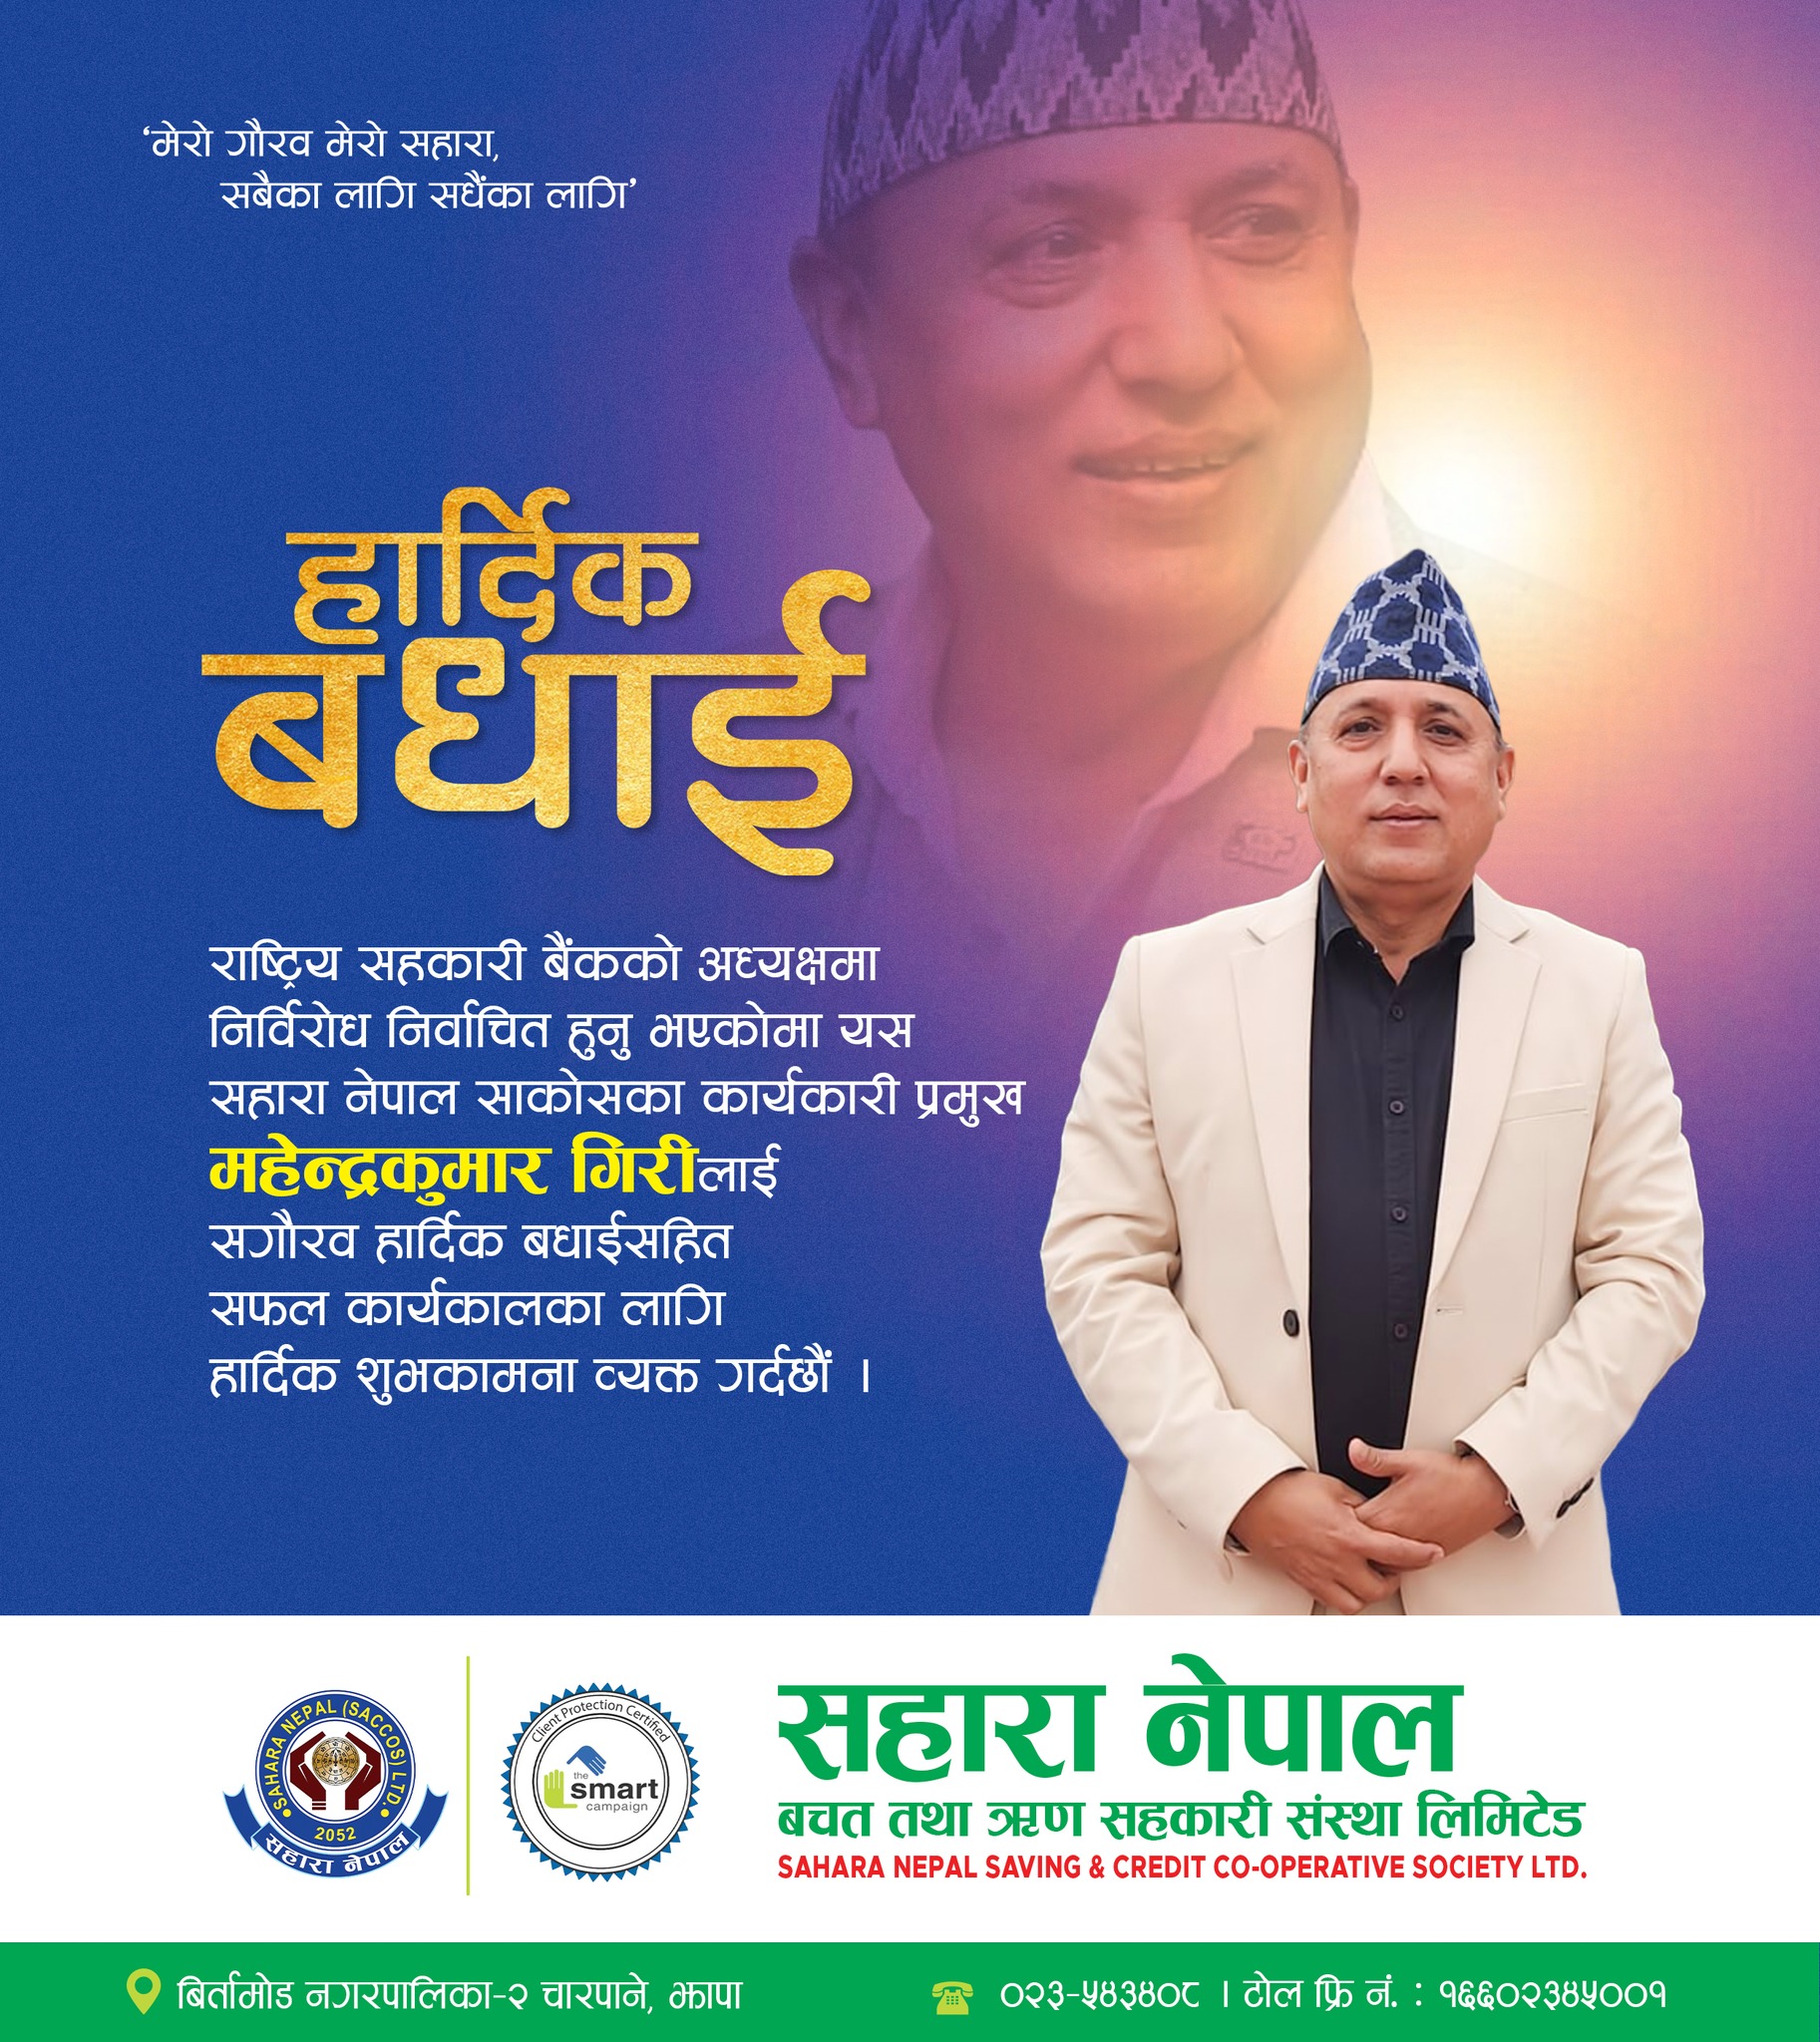 ‘मेरो गौरव मेरो सहारा,
सबैका लागि सधैंका लागि’
हार्दिक
बधाई
राष्ट्रिय सहकारी बैंकको अध्यक्षमा
निर्विरोध निर्वाचित हुनु भएकोमा यस
सहारा नेपाल साकोसका कार्यकारी प्रमुख
महेन्द्रकुमार गिरीलाई
सगौरव हार्दिक बधाईसहित
सफल कार्यकालका लागि
हार्दिक शुभकामना व्यक्त गर्दछौं ।
SAHARA NEPAL (SACCOS) LTD.
2052
सहारा नेपाल
Client Protection Certified
the
smart
campaign
सहारा नेपाल
बचत तथा ऋण सहकारी संस्था लिमिटेड
SAHARA NEPAL SAVING & CREDIT CO-OPERATIVE SOCIETY LTD.
बिर्तामोड नगरपालिका-२ चारपाने, झापा
०२३-५४३४०८ । टोल फ्रि नं. : १६६०२३४५००१